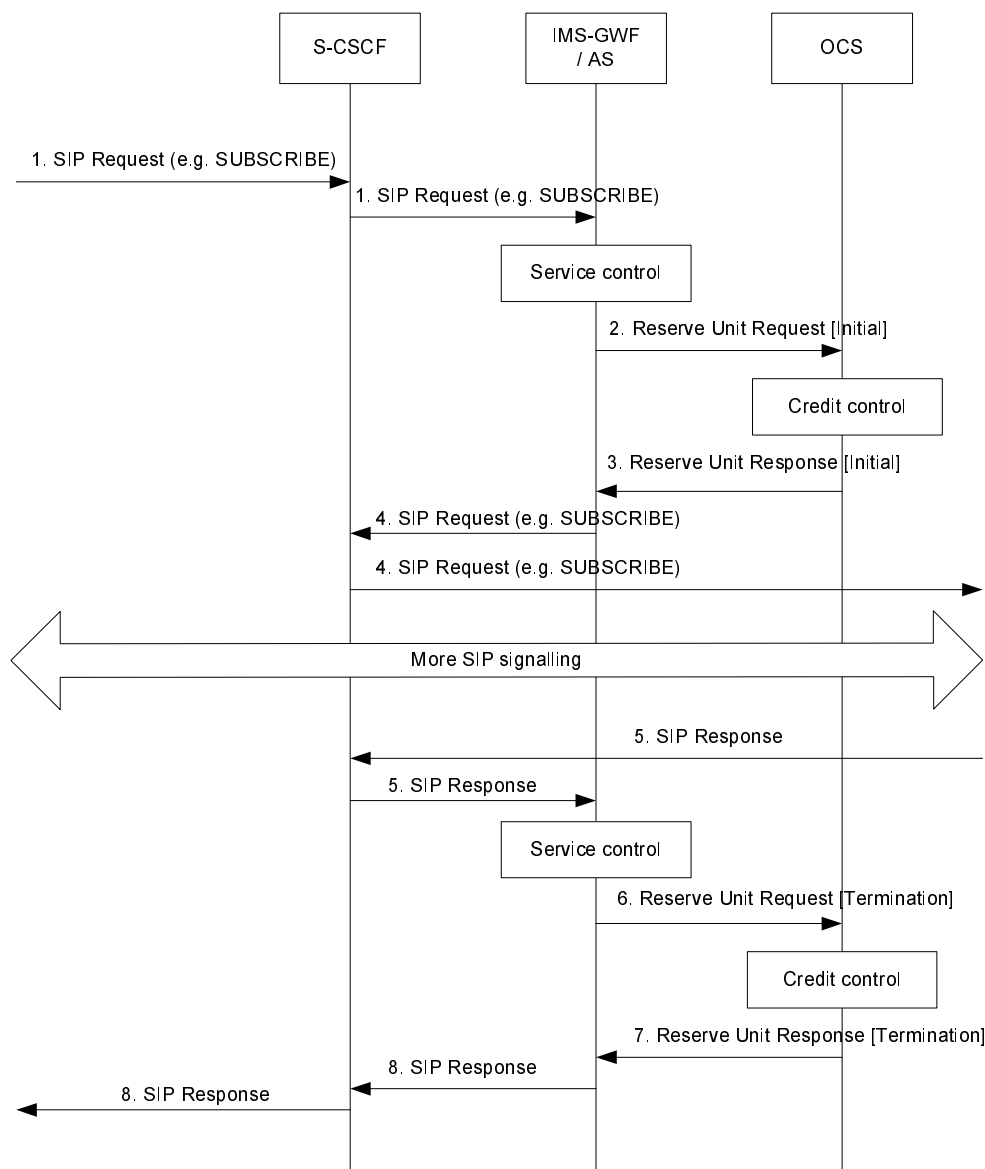 S-CSCF
IMS-GWF
/ AS
OCS
1. SIP Request (e.g. SUBSCRIBE)
1. SIP Request (e.g. SUBSCRIBE)
Service control
2. Reserve Unit Request [Initial]
Credit control
3. Reserve Unit Response [Initial]
4. SIP Request (e.g. SUBSCRIBE)
4. SIP Request (e.g. SUBSCRIBE)
More SIP signalling
5. SIP Response
5. SIP Response
Service control
6. Reserve Unit Request [Termination]
Credit control
7. Reserve Unit Response [Termination]
8. SIP Response
8. SIP Response